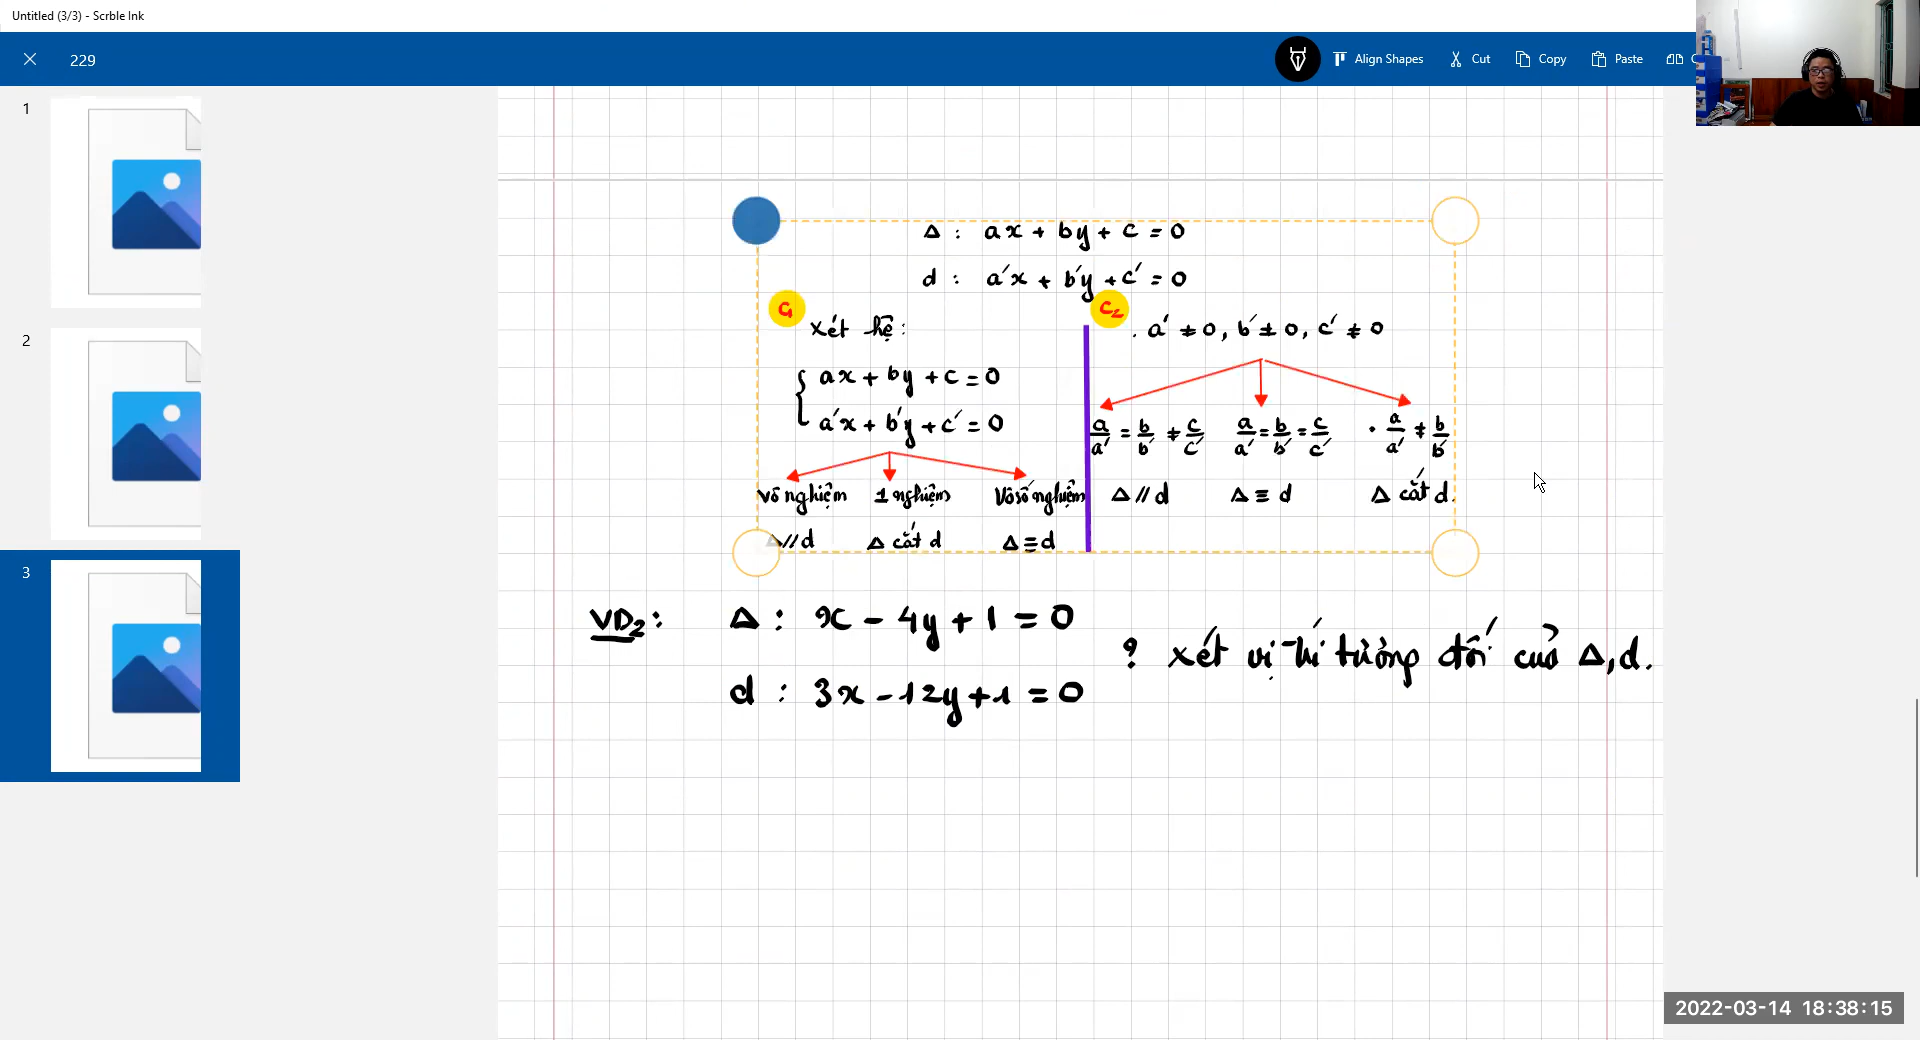 Untitled (3/3) - Scrble Ink
229
Align Shapes
Cut
Copy
Paste
1
2
3
Δ : ax + by + c = 0
d : a'x + b'y + c' = 0
C1
Xét hệ:
ax + by + c = 0
a'x + b'y + c' = 0
Vô nghiệm 1 nghiệm Vô số nghiệm
Δ // d Δ cắt d Δ ≡ d
C2
. a' ≠ 0, b' ≠ 0, c' ≠ 0
a/a' = b/b' ≠ c/c' a/a' = b/b' = c/c' • a/a' ≠ b/b'
Δ // d Δ ≡ d Δ cắt d.
VD2: Δ : x - 4y + 1 = 0
d : 3x - 12y + 1 = 0
? Xét vị trí tương đối của Δ, d.
2022-03-14 18:38:15